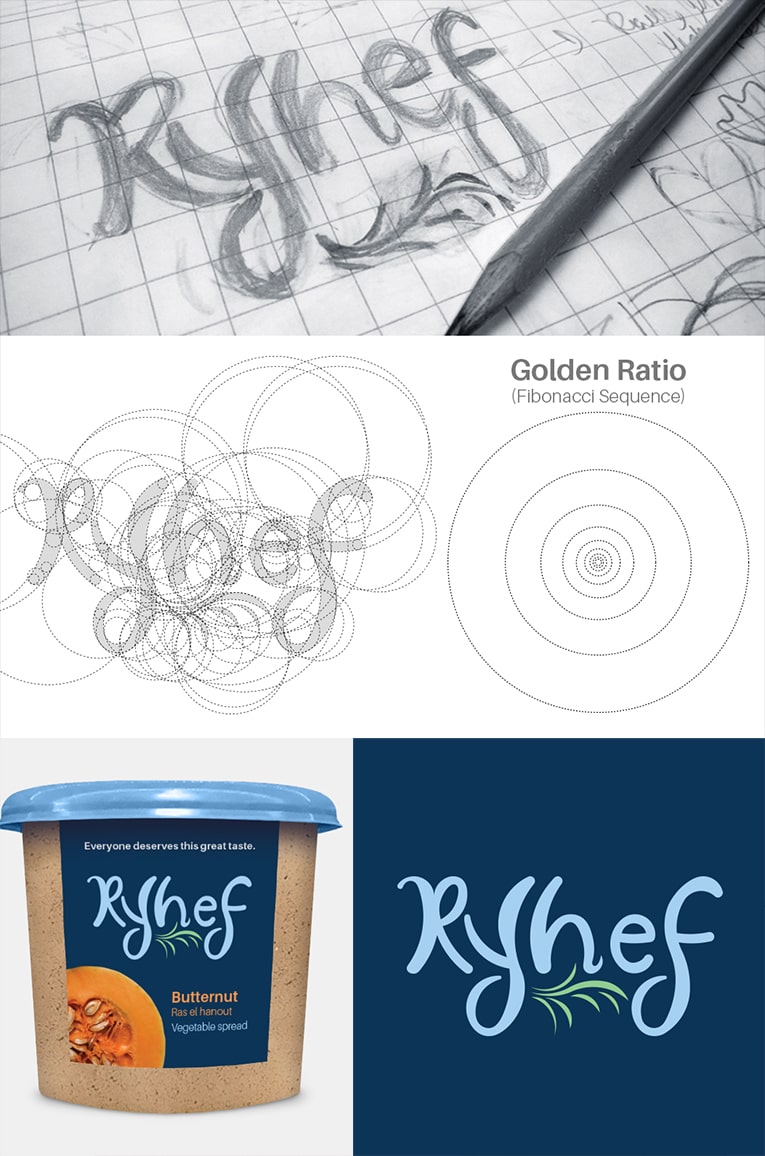 Ryhef
Golden Ratio
(Fibonacci Sequence)
Ryhef
Everyone deserves this great taste.
Ryhef
Butternut
Ras el hanout
Vegetable spread
Ryhef